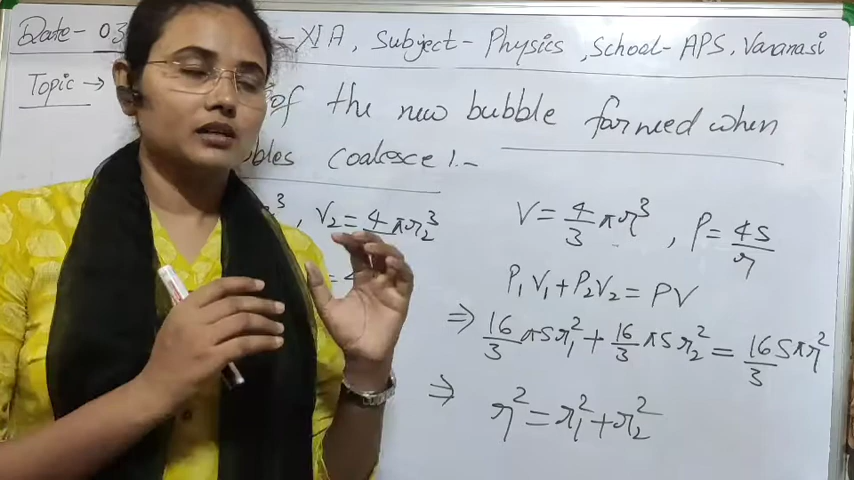 Date- 03 -XIA, Subject- Physics, School- APS, Varanasi
Topic → of the new bubble formed when
bubbles coalesce!-
³, V₂ = 4 πr₂³
V = 4/3 πr³, P = 4S/r
= 4
P₁V₁ + P₂V₂ = PV
⇒ 16/3 πSr₁² + 16/3 πSr₂² = 16/3 Sπr²
⇒ r² = r₁² + r₂²